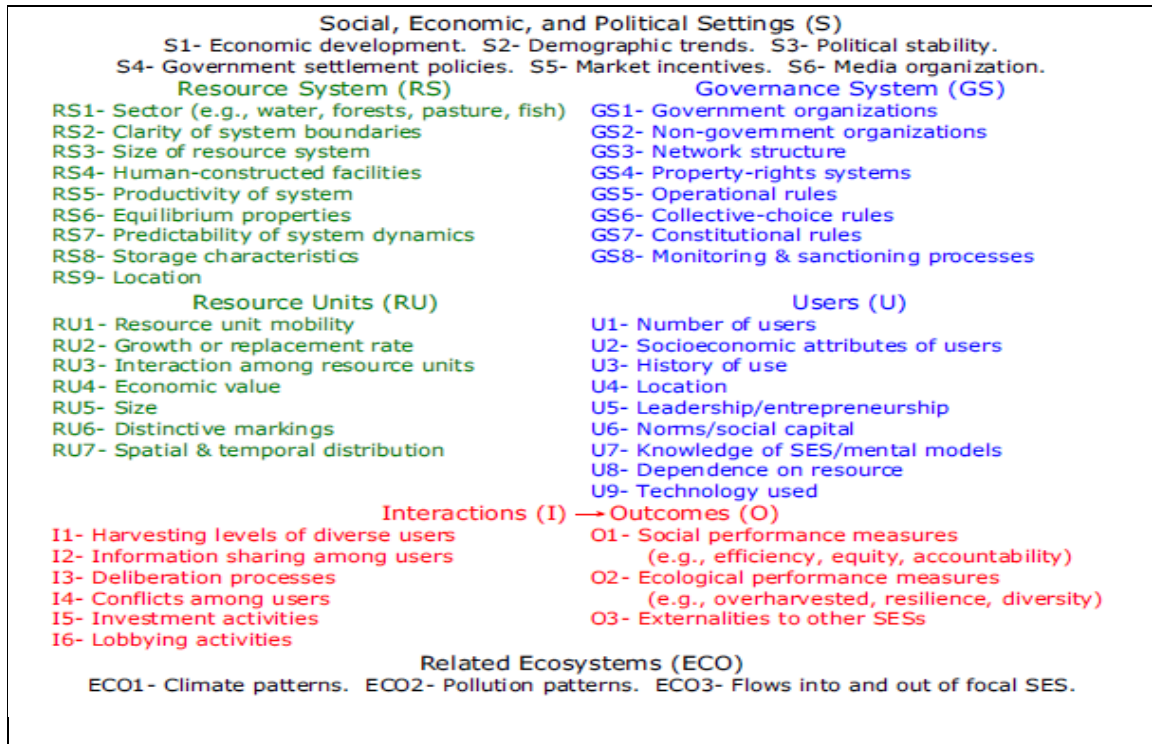 Social, Economic, and Political Settings (S)
S1- Economic development.  S2- Demographic trends.  S3- Political stability.
S4- Government settlement policies.  S5- Market incentives.  S6- Media organization.
Resource System (RS)
RS1- Sector (e.g., water, forests, pasture, fish)
RS2- Clarity of system boundaries
RS3- Size of resource system
RS4- Human-constructed facilities
RS5- Productivity of system
RS6- Equilibrium properties
RS7- Predictability of system dynamics
RS8- Storage characteristics
RS9- Location
Governance System (GS)
GS1- Government organizations
GS2- Non-government organizations
GS3- Network structure
GS4- Property-rights systems
GS5- Operational rules
GS6- Collective-choice rules
GS7- Constitutional rules
GS8- Monitoring & sanctioning processes
Resource Units (RU)
RU1- Resource unit mobility
RU2- Growth or replacement rate
RU3- Interaction among resource units
RU4- Economic value
RU5- Size
RU6- Distinctive markings
RU7- Spatial & temporal distribution
Users (U)
U1- Number of users
U2- Socioeconomic attributes of users
U3- History of use
U4- Location
U5- Leadership/entrepreneurship
U6- Norms/social capital
U7- Knowledge of SES/mental models
U8- Dependence on resource
U9- Technology used
Interactions (I) → Outcomes (O)
I1- Harvesting levels of diverse users
I2- Information sharing among users
I3- Deliberation processes
I4- Conflicts among users
I5- Investment activities
I6- Lobbying activities
O1- Social performance measures
(e.g., efficiency, equity, accountability)
O2- Ecological performance measures
(e.g., overharvested, resilience, diversity)
O3- Externalities to other SESs
Related Ecosystems (ECO)
ECO1- Climate patterns.  ECO2- Pollution patterns.  ECO3- Flows into and out of focal SES.